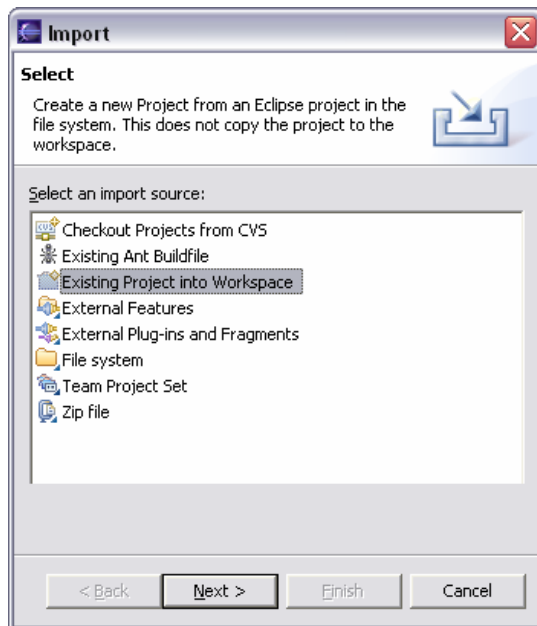 Import
Select
Create a new Project from an Eclipse project in the
file system. This does not copy the project to the
workspace.
Select an import source:
Checkout Projects from CVS
Existing Ant Buildfile
Existing Project into Workspace
External Features
External Plug-ins and Fragments
File system
Team Project Set
Zip file
< Back
Next >
Finish
Cancel